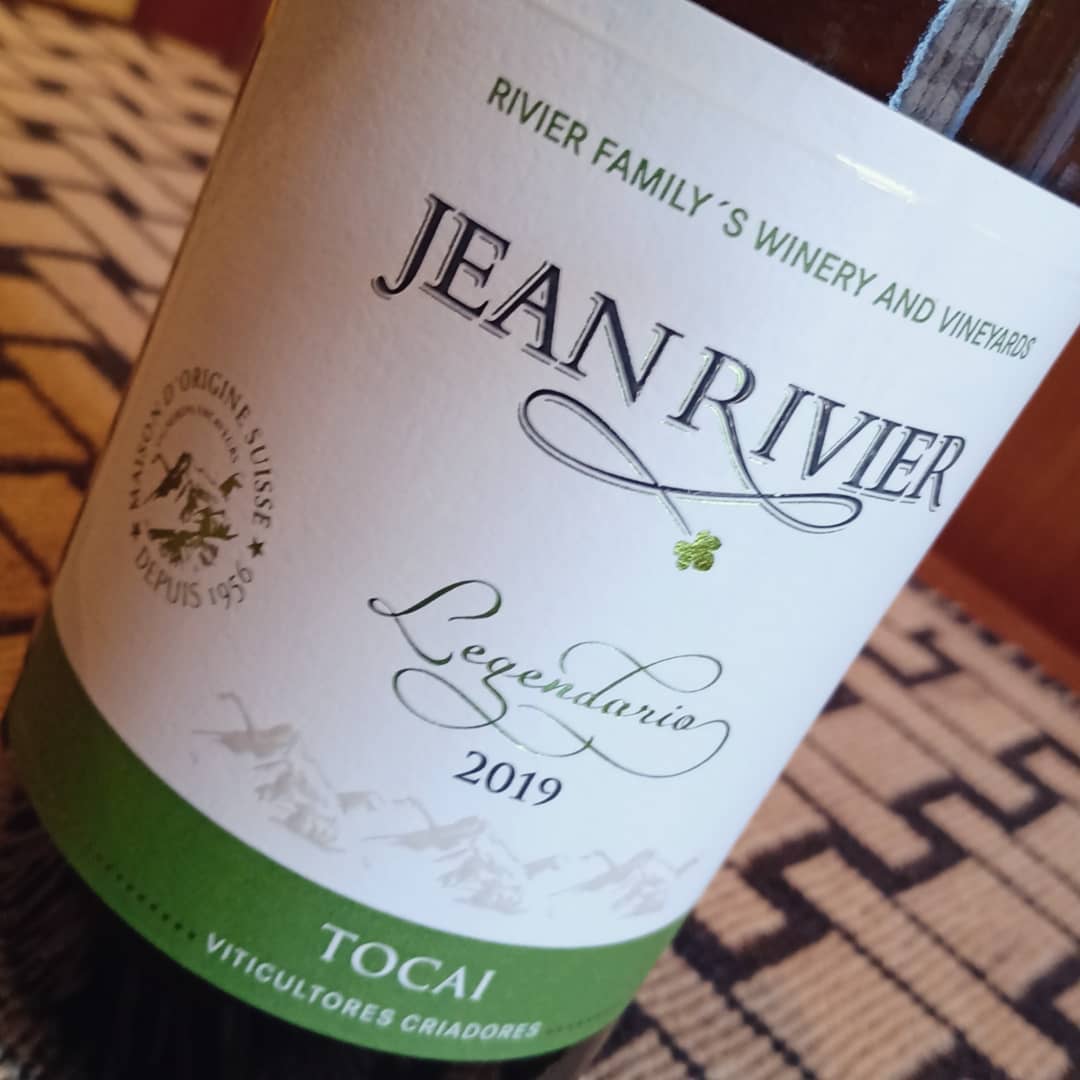 RIVIER FAMILY´S WINERY AND VINEYARDS
JEAN RIVIER
MAISON D'ORIGINE SUISSE
DEPUIS 1956
Legendario
2019
TOCAI
VITICULTORES CRIADORES